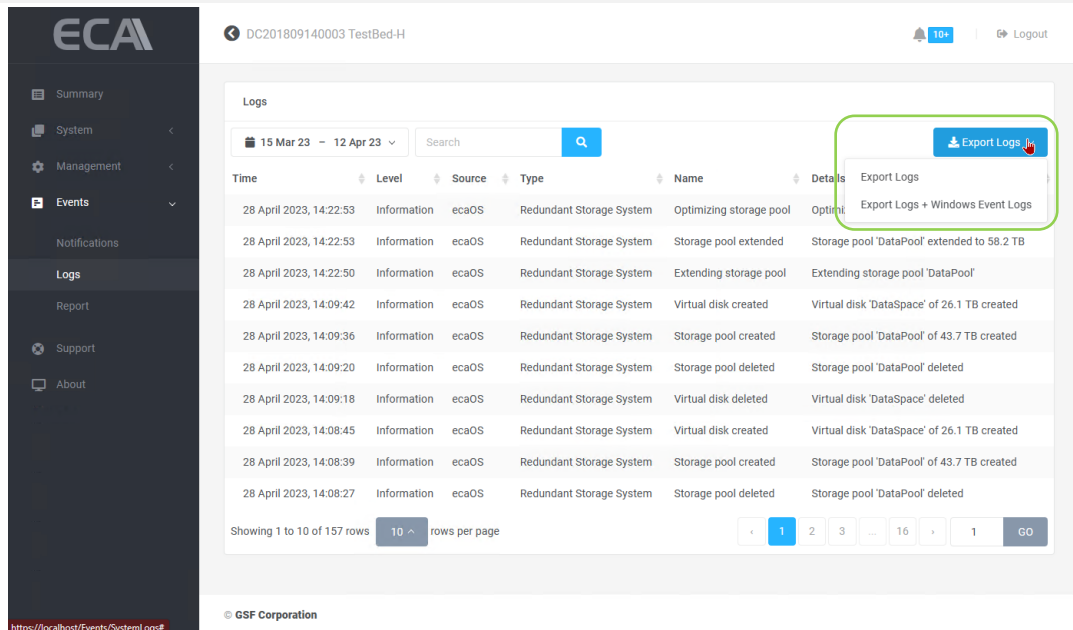 ECA
DC201809140003 TestBed-H
10+
Logout
Summary
System
Management
Events
Notifications
Logs
Report
Support
About
Logs
15 Mar 23 – 12 Apr 23
Search
Export Logs
Export Logs
Export Logs + Windows Event Logs
Time Level Source Type Name Details
28 April 2023, 14:22:53 Information ecaOS Redundant Storage System Optimizing storage pool
28 April 2023, 14:22:53 Information ecaOS Redundant Storage System Storage pool extended Storage pool 'DataPool' extended to 58.2 TB
28 April 2023, 14:22:50 Information ecaOS Redundant Storage System Extending storage pool Extending storage pool 'DataPool'
28 April 2023, 14:09:42 Information ecaOS Redundant Storage System Virtual disk created Virtual disk 'DataSpace' of 26.1 TB created
28 April 2023, 14:09:36 Information ecaOS Redundant Storage System Storage pool created Storage pool 'DataPool' of 43.7 TB created
28 April 2023, 14:09:20 Information ecaOS Redundant Storage System Storage pool deleted Storage pool 'DataPool' deleted
28 April 2023, 14:09:18 Information ecaOS Redundant Storage System Virtual disk deleted Virtual disk 'DataSpace' deleted
28 April 2023, 14:08:45 Information ecaOS Redundant Storage System Virtual disk created Virtual disk 'DataSpace' of 26.1 TB created
28 April 2023, 14:08:39 Information ecaOS Redundant Storage System Storage pool created Storage pool 'DataPool' of 43.7 TB created
28 April 2023, 14:08:27 Information ecaOS Redundant Storage System Storage pool deleted Storage pool 'DataPool' deleted
Showing 1 to 10 of 157 rows 10 rows per page
‹ 1 2 3 ... 16 › 1 GO
© GSF Corporation
https://localhost/Events/SystemLogs#